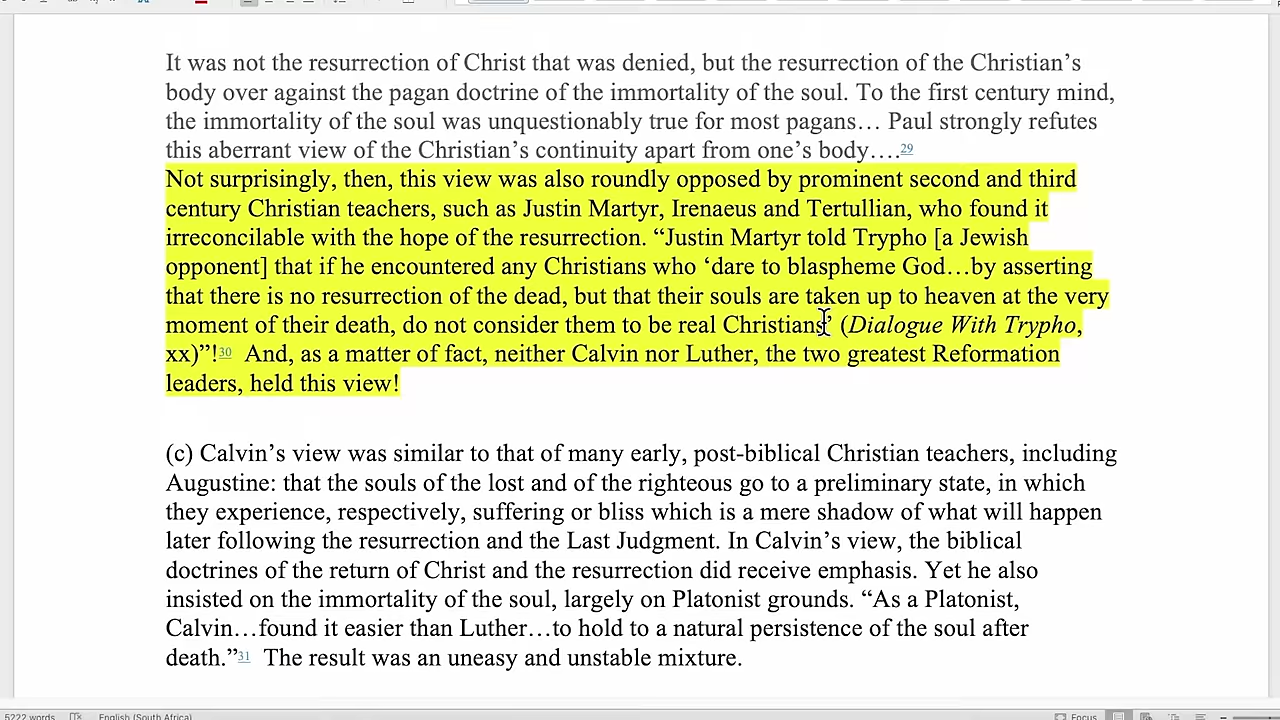 It was not the resurrection of Christ that was denied, but the resurrection of the Christian’s
body over against the pagan doctrine of the immortality of the soul. To the first century mind,
the immortality of the soul was unquestionably true for most pagans… Paul strongly refutes
this aberrant view of the Christian’s continuity apart from one’s body….29
Not surprisingly, then, this view was also roundly opposed by prominent second and third
century Christian teachers, such as Justin Martyr, Irenaeus and Tertullian, who found it
irreconcilable with the hope of the resurrection. “Justin Martyr told Trypho [a Jewish
opponent] that if he encountered any Christians who ‘dare to blaspheme God…by asserting
that there is no resurrection of the dead, but that their souls are taken up to heaven at the very
moment of their death, do not consider them to be real Christians’ (Dialogue With Trypho,
xx)”!30 And, as a matter of fact, neither Calvin nor Luther, the two greatest Reformation
leaders, held this view!
(c) Calvin’s view was similar to that of many early, post-biblical Christian teachers, including
Augustine: that the souls of the lost and of the righteous go to a preliminary state, in which
they experience, respectively, suffering or bliss which is a mere shadow of what will happen
later following the resurrection and the Last Judgment. In Calvin’s view, the biblical
doctrines of the return of Christ and the resurrection did receive emphasis. Yet he also
insisted on the immortality of the soul, largely on Platonist grounds. “As a Platonist,
Calvin…found it easier than Luther…to hold to a natural persistence of the soul after
death.”31 The result was an uneasy and unstable mixture.
5222 words English (South Africa) Focus